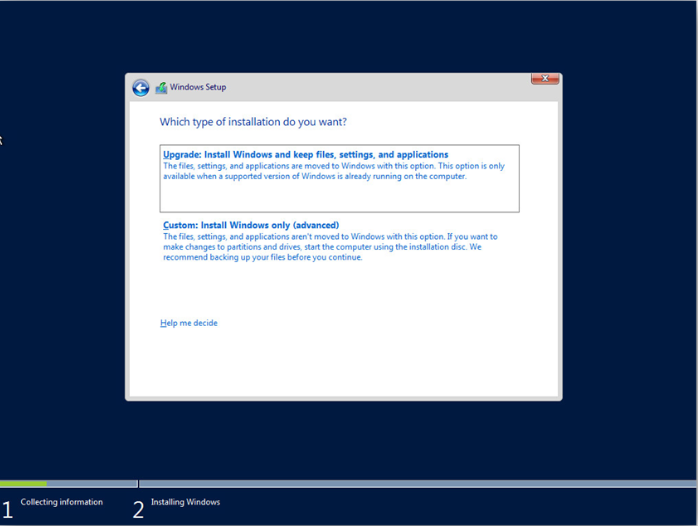 Windows Setup
Which type of installation do you want?
Upgrade: Install Windows and keep files, settings, and applications
The files, settings, and applications are moved to Windows with this option. This option is only
available when a supported version of Windows is already running on the computer.
Custom: Install Windows only (advanced)
The files, settings, and applications aren't moved to Windows with this option. If you want to
make changes to partitions and drives, start the computer using the installation disc. We
recommend backing up your files before you continue.
Help me decide
1 Collecting information 2 Installing Windows